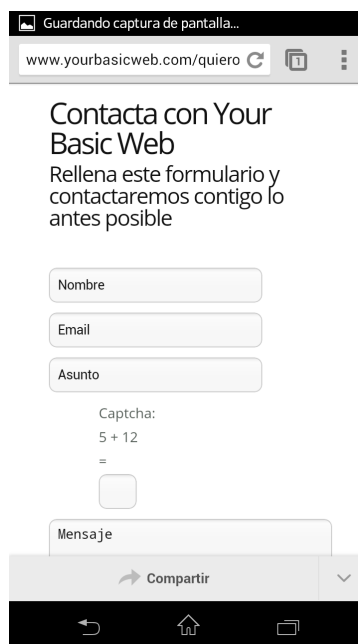 Guardando captura de pantalla...
www.yourbasicweb.com/quiero
1
Contacta con Your
Basic Web
Rellena este formulario y
contactaremos contigo lo
antes posible
Nombre
Email
Asunto
Captcha:
5 + 12
=
Mensaje
Compartir